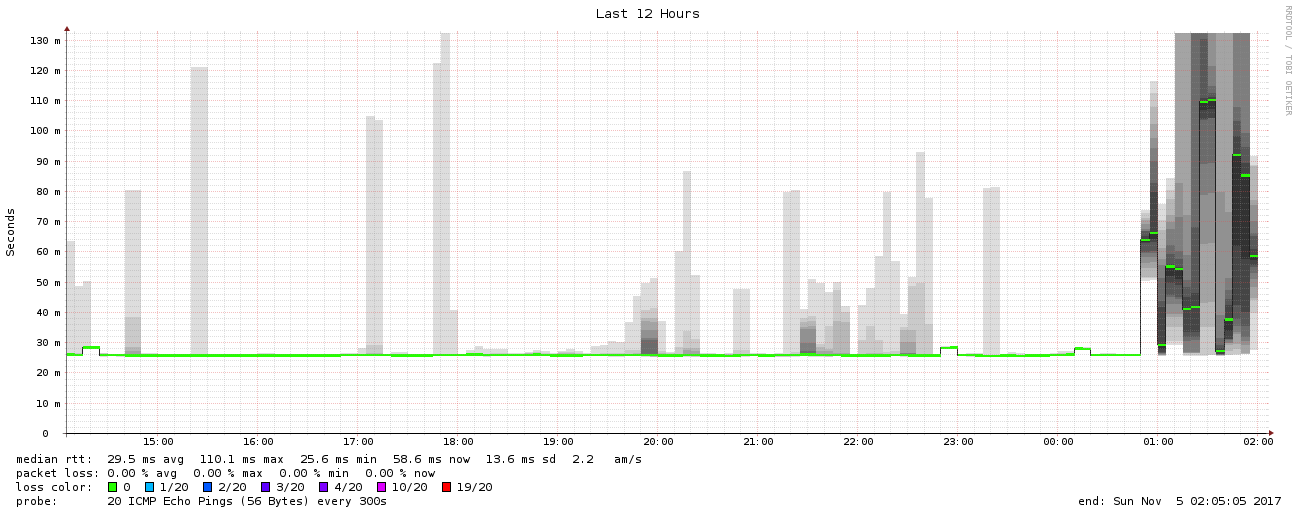 Last 12 Hours
RRDTOOL / TOBI OETIKER
Seconds
130 m
120 m
110 m
100 m
90 m
80 m
70 m
60 m
50 m
40 m
30 m
20 m
10 m
0
15:00 16:00 17:00 18:00 19:00 20:00 21:00 22:00 23:00 00:00 01:00 02:00
median rtt: 29.5 ms avg 110.1 ms max 25.6 ms min 58.6 ms now 13.6 ms sd 2.2 am/s
packet loss: 0.00 % avg 0.00 % max 0.00 % min 0.00 % now
loss color: 0 1/20 2/20 3/20 4/20 10/20 19/20
probe: 20 ICMP Echo Pings (56 Bytes) every 300s end: Sun Nov 5 02:05:05 2017